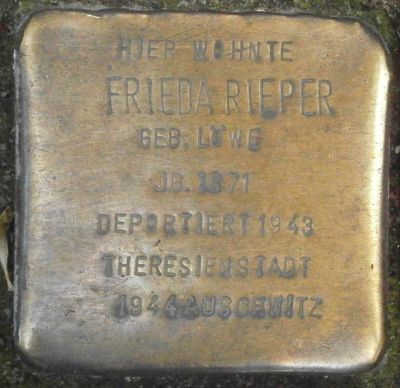 HIER WOHNTE
FRIEDA RIEPER
GEB. LÖWE
JG. 1871
DEPORTIERT 1943
THERESIENSTADT
1944 AUSCHWITZ